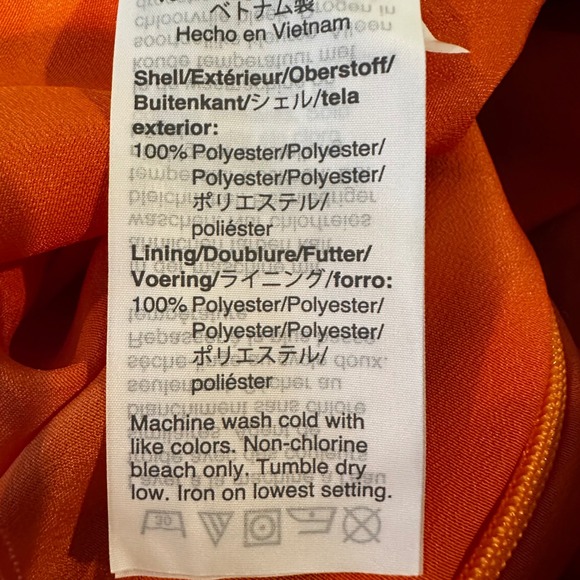 ベトナム製
Hecho en Vietnam
Shell/Extérieur/Oberstoff/
Buitenkant/シェル/tela
exterior:
100% Polyester/Polyester/
Polyester/Polyester/
ポリエステル/
poliéster
Lining/Doublure/Futter/
Voering/ライニング/forro:
100% Polyester/Polyester/
Polyester/Polyester/
ポリエステル/
poliéster
Machine wash cold with
like colors. Non-chlorine
bleach only. Tumble dry
low. Iron on lowest setting.